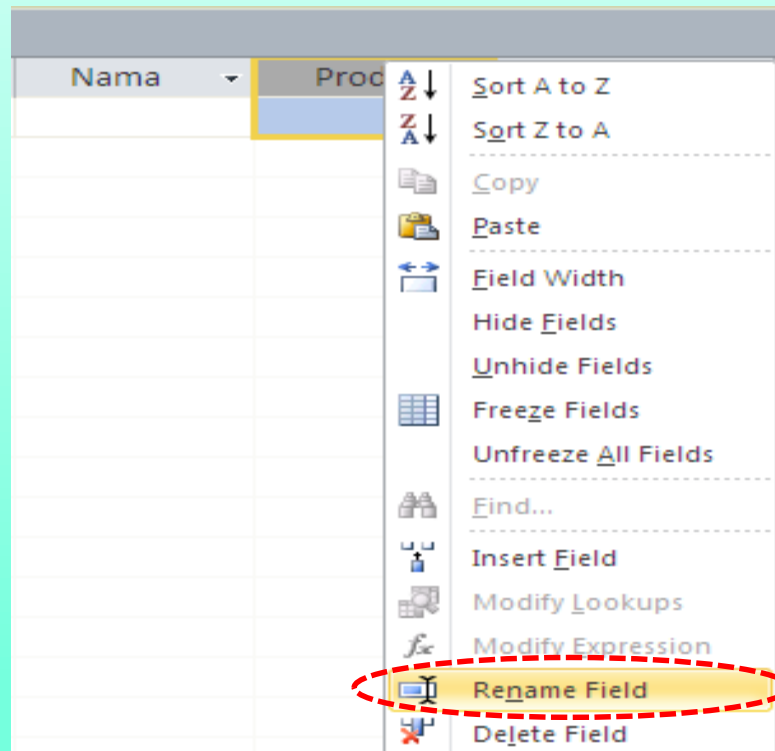 Nama
Prod
Sort A to Z
Sort Z to A
Copy
Paste
Field Width
Hide Fields
Unhide Fields
Freeze Fields
Unfreeze All Fields
Find...
Insert Field
Modify Lookups
Modify Expression
Rename Field
Delete Field